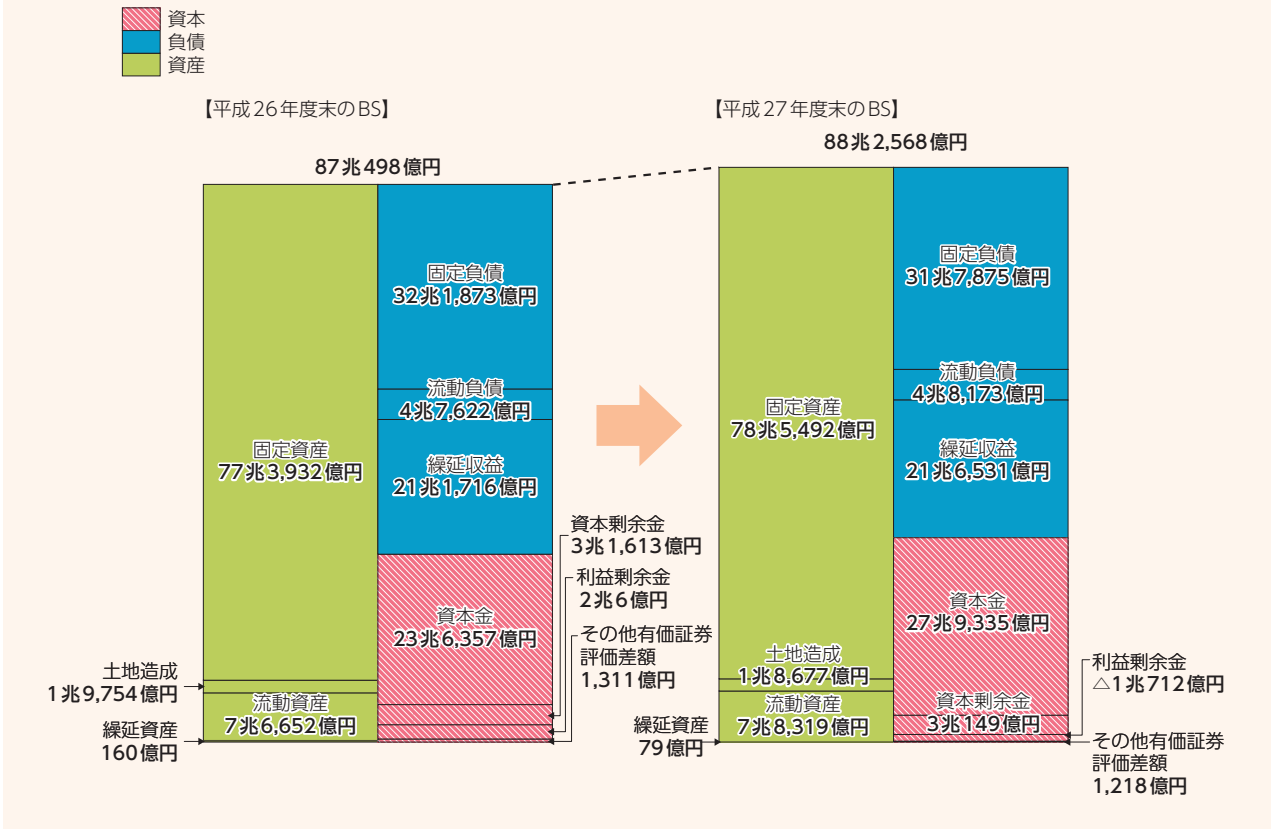 資本
負債
資産
【平成26年度末のBS】
87兆498億円
固定資産
77兆3,932億円
土地造成
1兆9,754億円
流動資産
7兆6,652億円
繰延資産
160億円
固定負債
32兆1,873億円
流動負債
4兆7,622億円
繰延収益
21兆1,716億円
資本金
23兆6,357億円
資本剰余金
3兆1,613億円
利益剰余金
2兆6億円
その他有価証券
評価差額
1,311億円
【平成27年度末のBS】
88兆2,568億円
固定資産
78兆5,492億円
土地造成
1兆8,677億円
流動資産
7兆8,319億円
繰延資産
79億円
固定負債
31兆7,875億円
流動負債
4兆8,173億円
繰延収益
21兆6,531億円
資本金
27兆9,335億円
資本剰余金
3兆149億円
利益剰余金
△1兆712億円
その他有価証券
評価差額
1,218億円